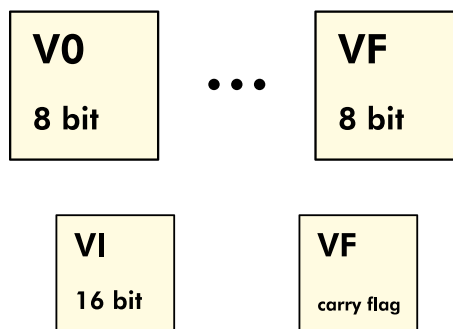 V0
8 bit
...
VF
8 bit
VI
16 bit
VF
carry flag